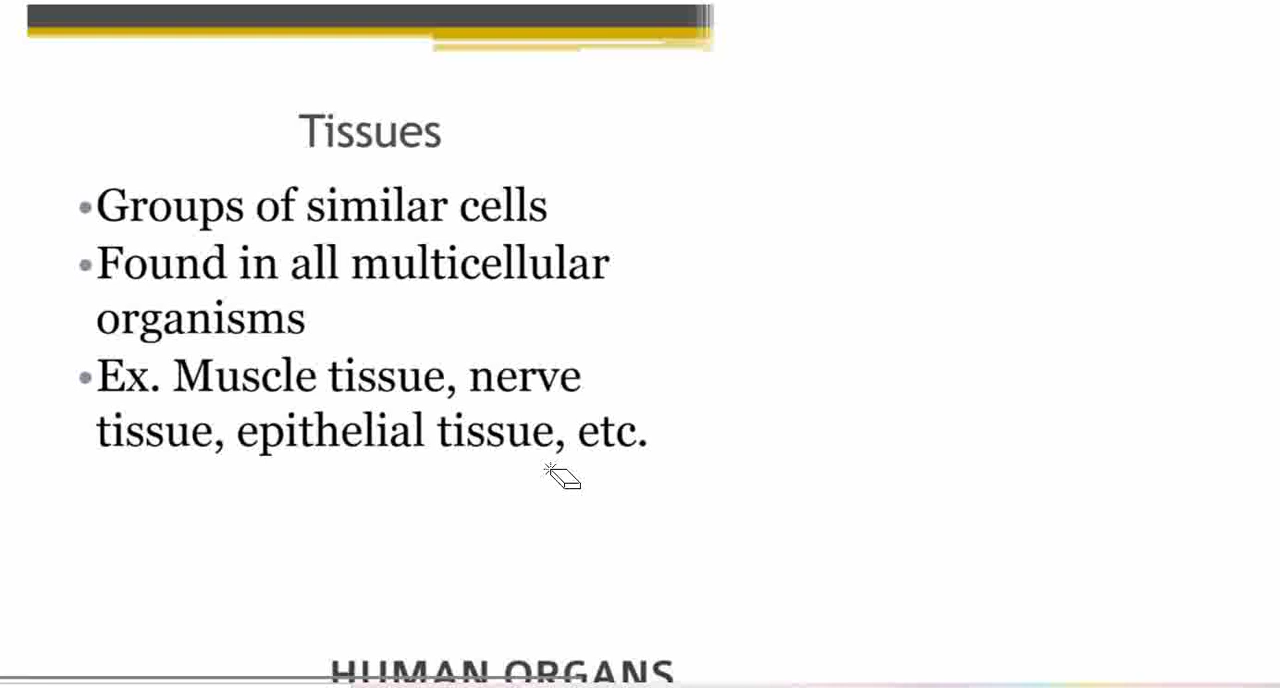 Tissues
•Groups of similar cells
•Found in all multicellular
organisms
•Ex. Muscle tissue, nerve
tissue, epithelial tissue, etc.
HUMAN ORGANS